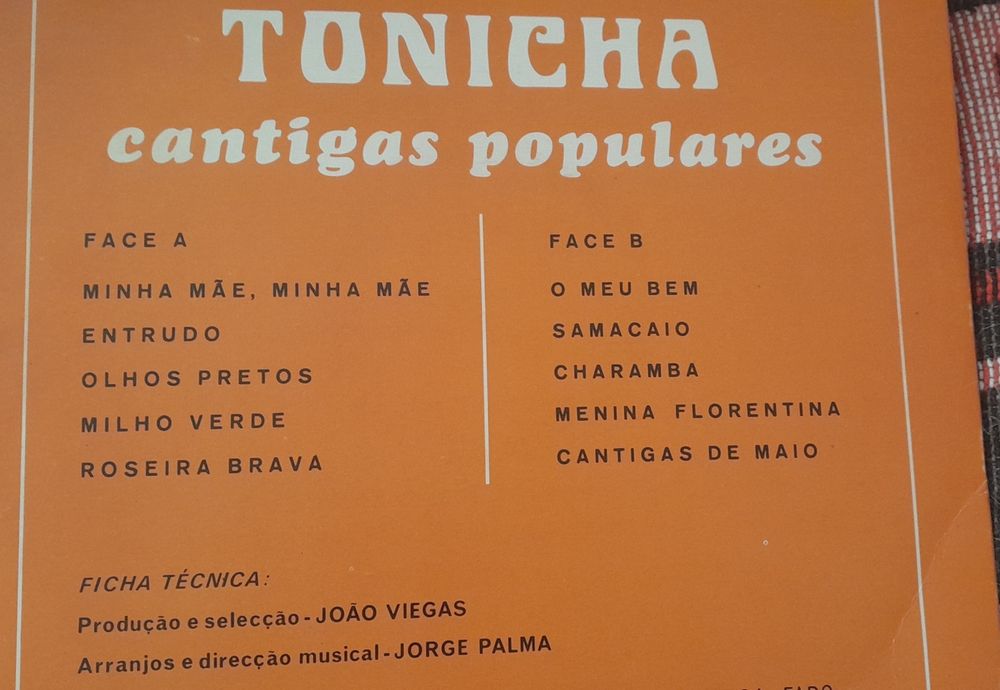 TONICHA
cantigas populares
FACE A
MINHA MÃE, MINHA MÃE
ENTRUDO
OLHOS PRETOS
MILHO VERDE
ROSEIRA BRAVA
FACE B
O MEU BEM
SAMACAIO
CHARAMBA
MENINA FLORENTINA
CANTIGAS DE MAIO
FICHA TÉCNICA:
Produção e selecção - JOÃO VIEGAS
Arranjos e direcção musical - JORGE PALMA